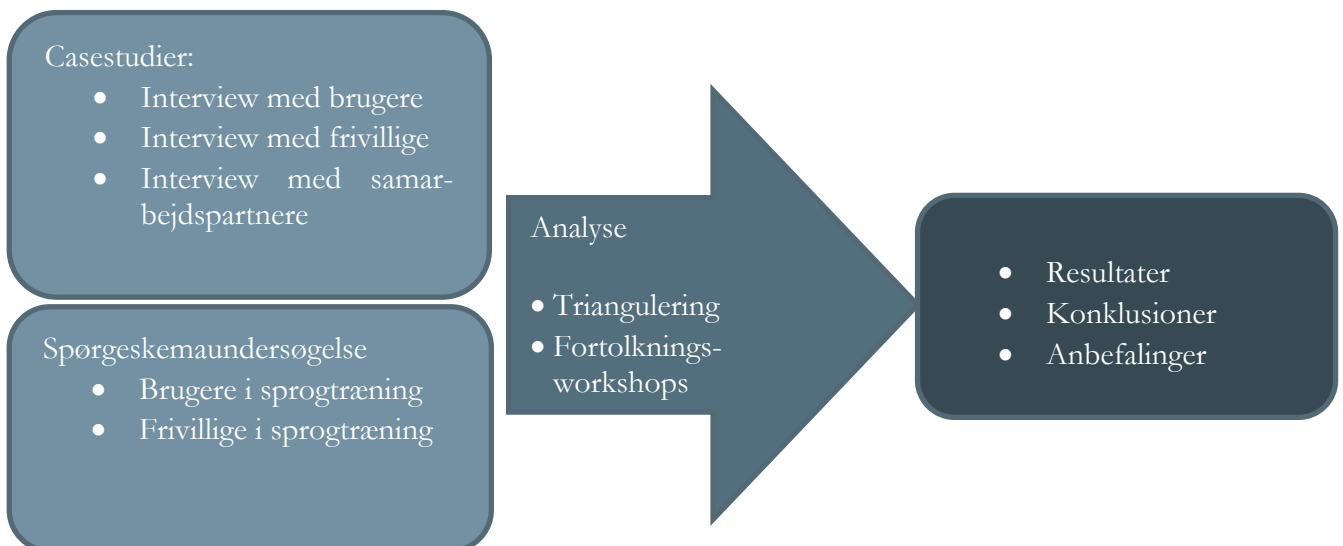 Casestudier:
• Interview med brugere
• Interview med frivillige
• Interview med samar-
bejdspartnere
Spørgeskemaundersøgelse
• Brugere i sprogtræning
• Frivillige i sprogtræning
Analyse
• Triangulering
• Fortolknings-
workshops
• Resultater
• Konklusioner
• Anbefalinger